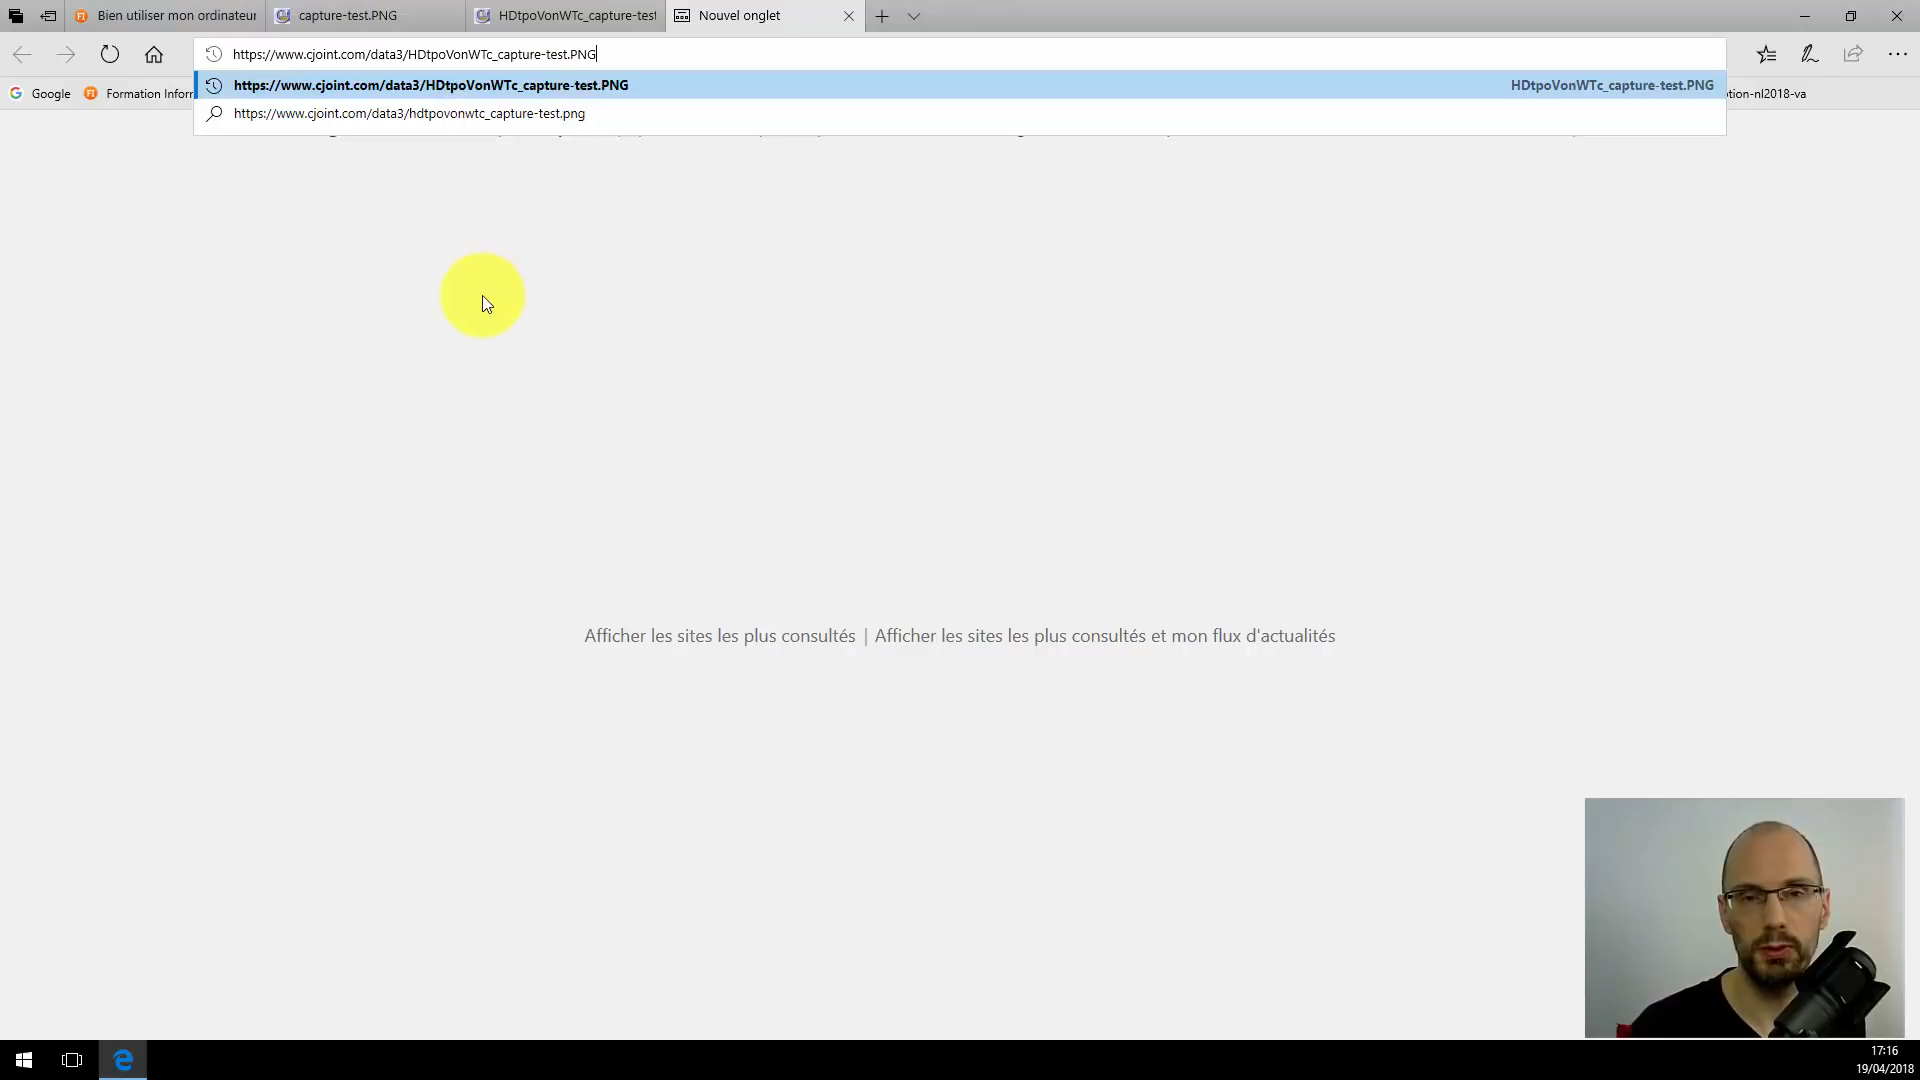 Bien utiliser mon ordinateur
capture-test.PNG
HDtpoVonWTc_capture-test
Nouvel onglet
https://www.cjoint.com/data3/HDtpoVonWTc_capture-test.PNG
https://www.cjoint.com/data3/HDtpoVonWTc_capture-test.PNG HDtpoVonWTc_capture-test.PNG
Google Formation Inforr tion-nl2018-va
https://www.cjoint.com/data3/hdtpovonwtc_capture-test.png
Afficher les sites les plus consultés | Afficher les sites les plus consultés et mon flux d'actualités
17:16
19/04/2018